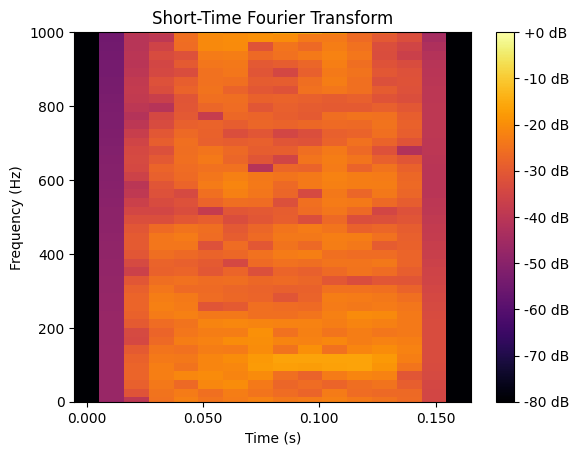 Short-Time Fourier Transform
1000
800
600
400
200
0
Frequency (Hz)
0.000
0.050
0.100
0.150
Time (s)
+0 dB
-10 dB
-20 dB
-30 dB
-40 dB
-50 dB
-60 dB
-70 dB
-80 dB